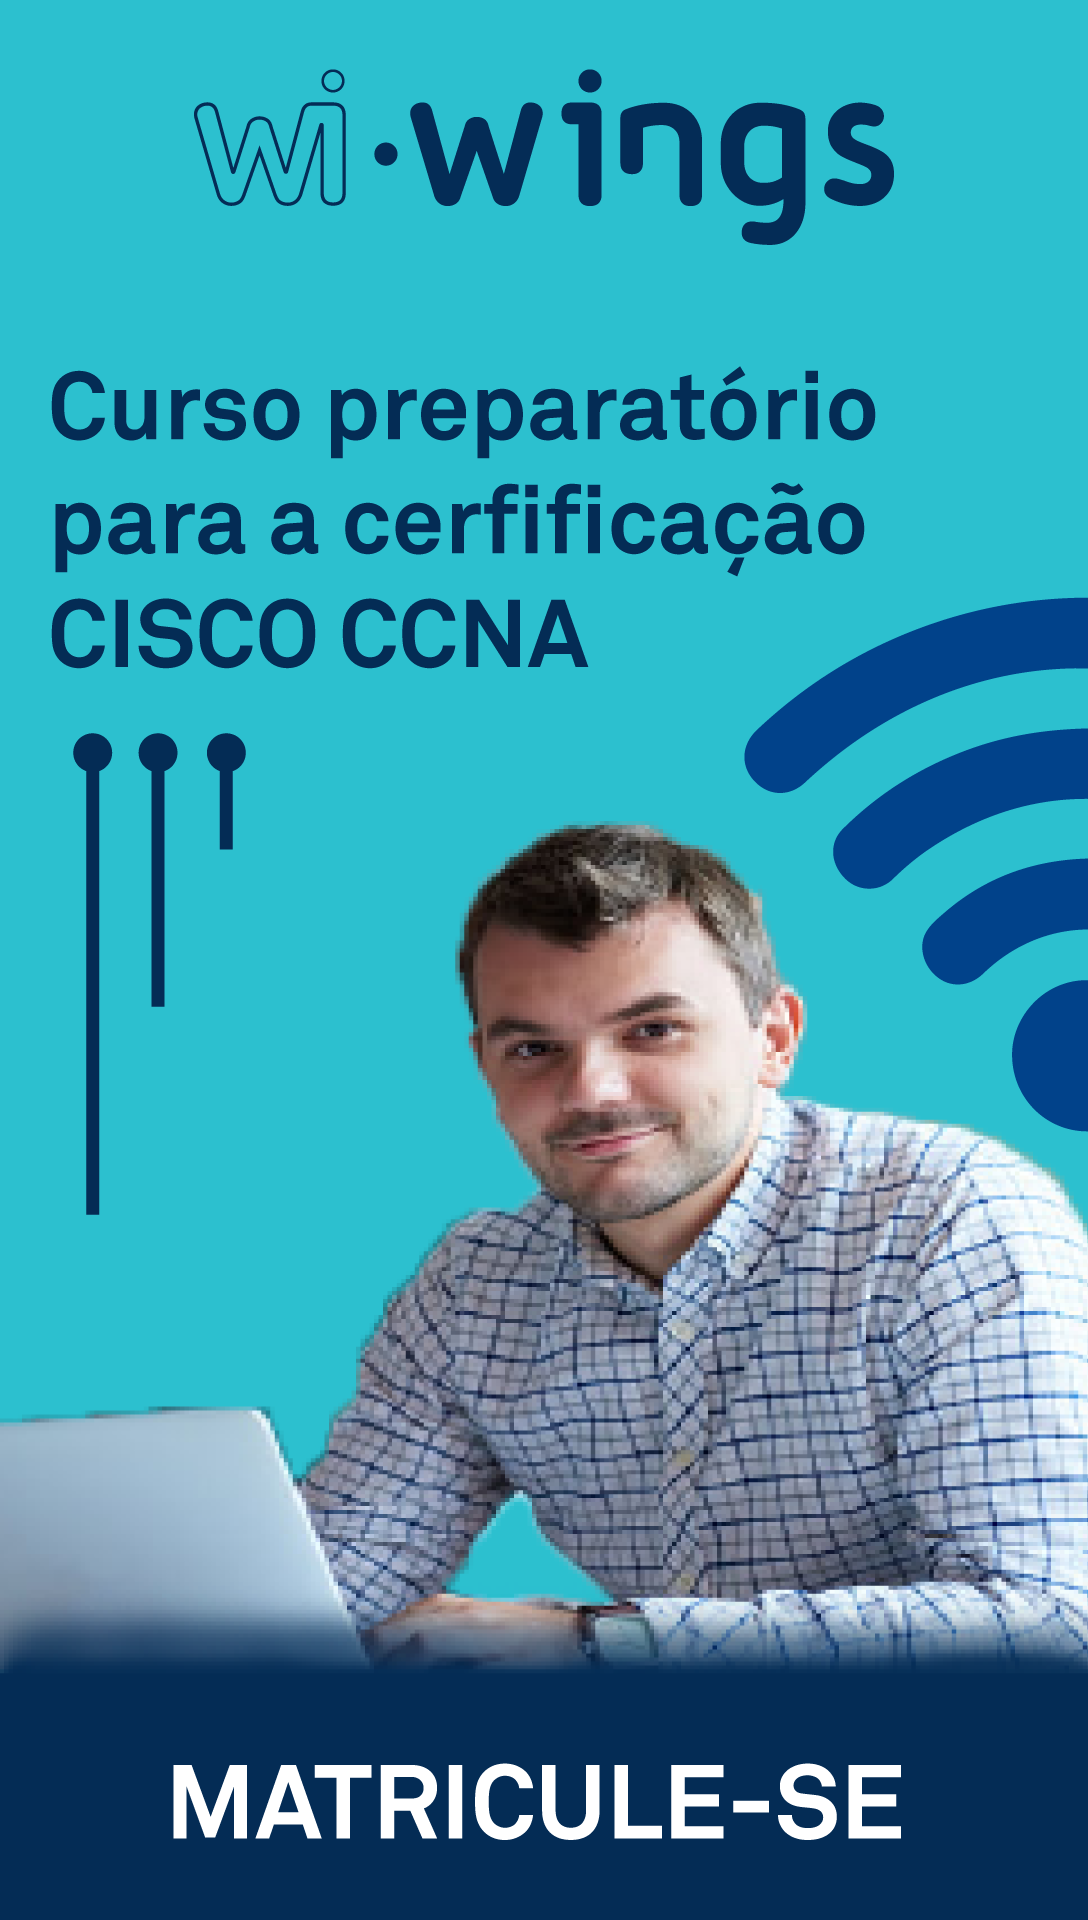 wi·wings
Curso preparatório
para a cerfificação
CISCO CCNA
MATRICULE-SE